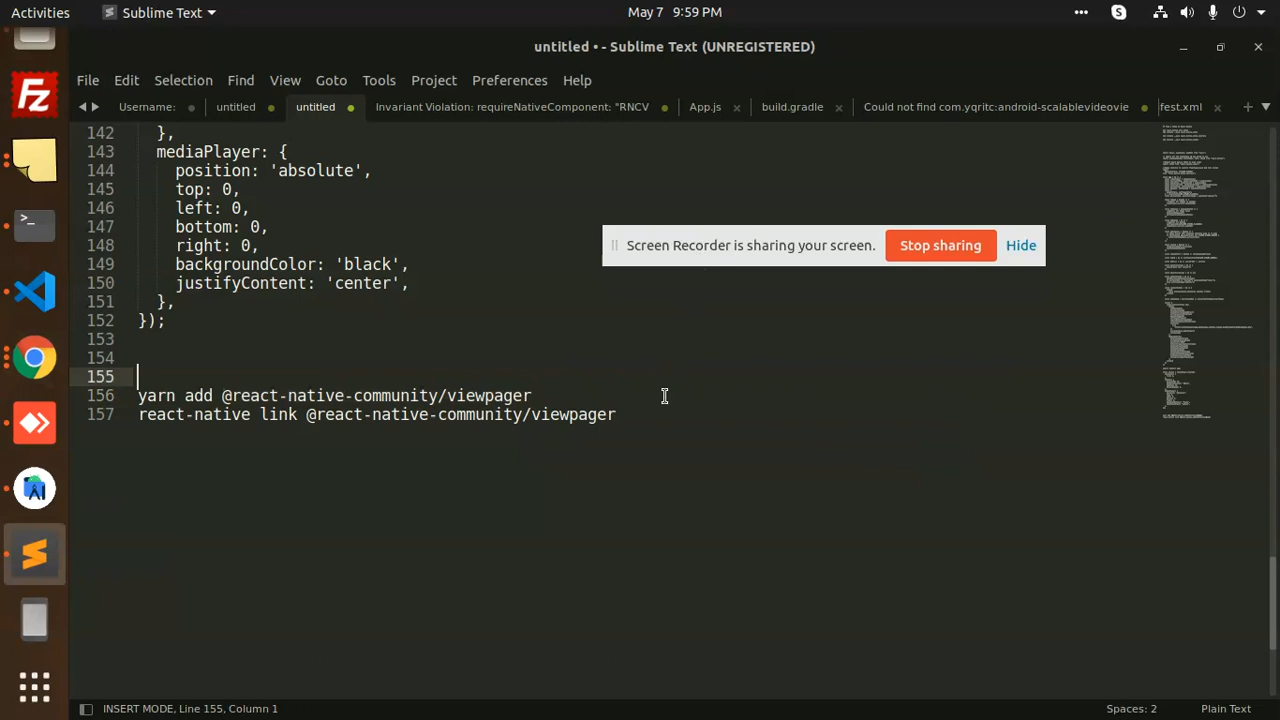 Activities
Sublime Text
May 7 9:59 PM
untitled • - Sublime Text (UNREGISTERED)
File Edit Selection Find View Goto Tools Project Preferences Help
Username: untitled untitled Invariant Violation: requireNativeComponent: "RNCV App.js build.gradle Could not find com.yqritc:android-scalablevideovie fest.xml
142 },
143 mediaPlayer: {
144 position: 'absolute',
145 top: 0,
146 left: 0,
147 bottom: 0,
148 right: 0,
149 backgroundColor: 'black',
150 justifyContent: 'center',
151 },
152 });
153
154
155
156 yarn add @react-native-community/viewpager
157 react-native link @react-native-community/viewpager
Screen Recorder is sharing your screen. Stop sharing Hide
INSERT MODE, Line 155, Column 1
Spaces: 2
Plain Text